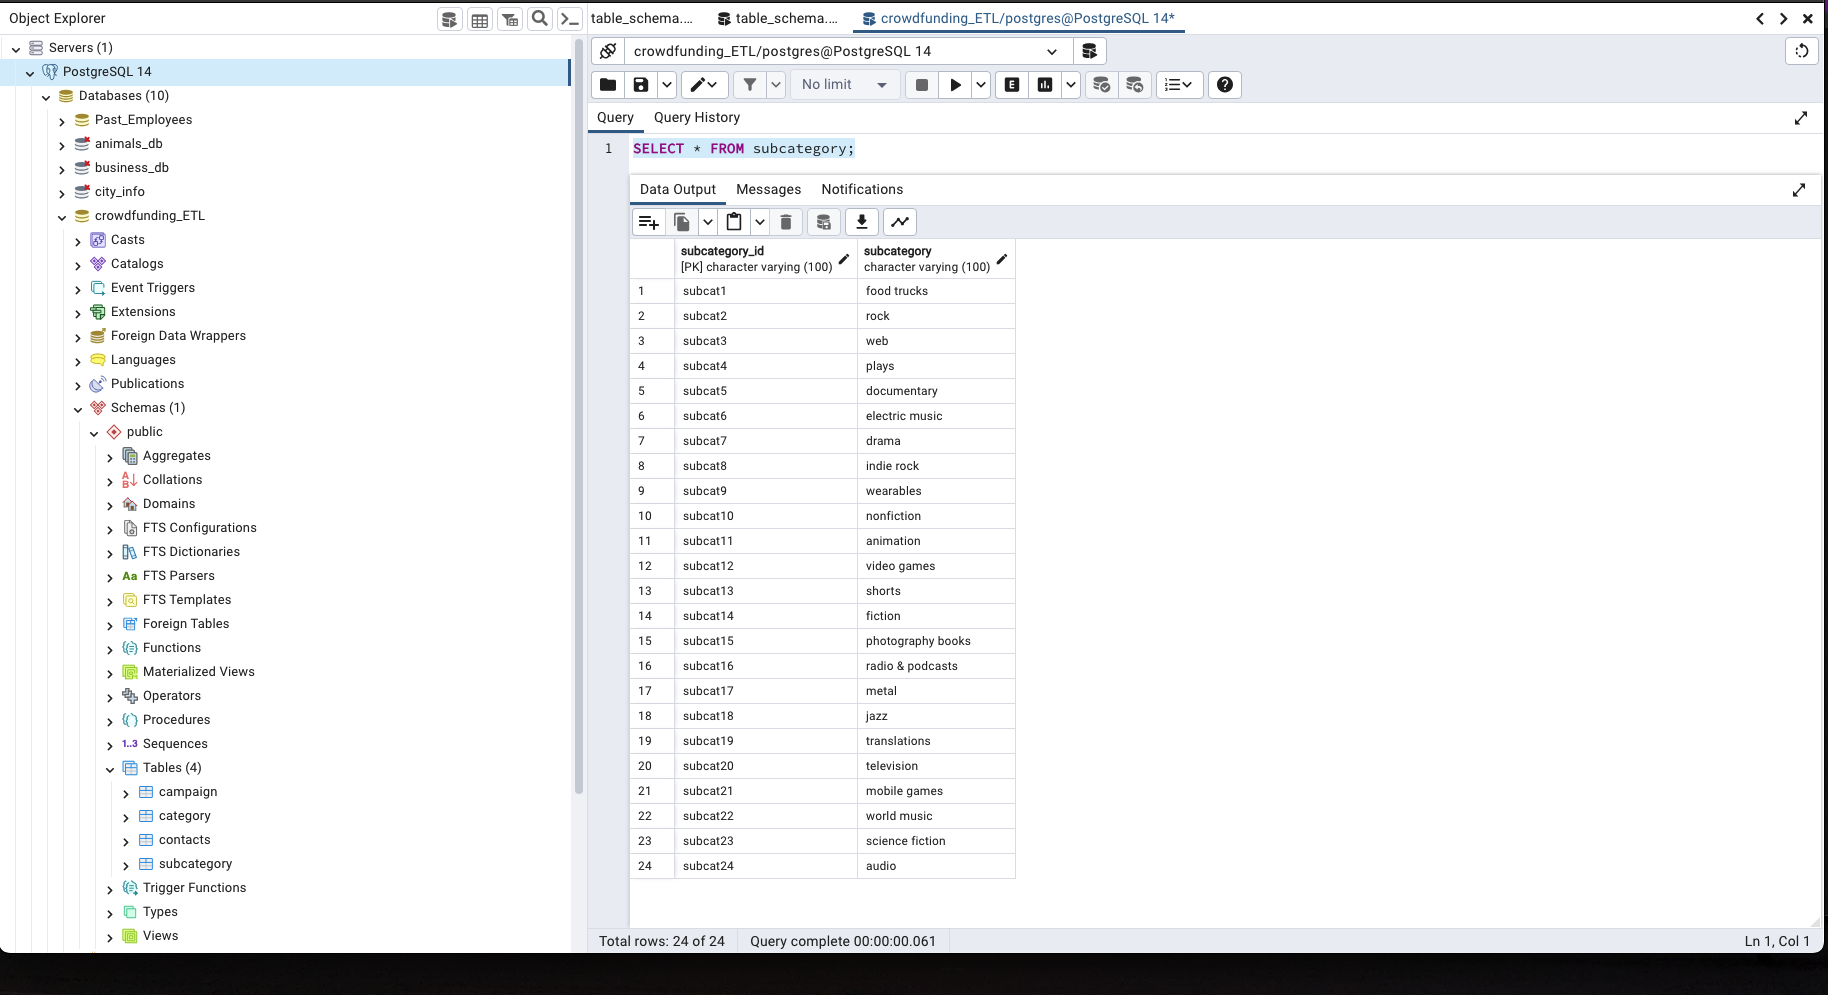 Object Explorer
Servers (1)
PostgreSQL 14
Databases (10)
Past_Employees
animals_db
business_db
city_info
crowdfunding_ETL
Casts
Catalogs
Event Triggers
Extensions
Foreign Data Wrappers
Languages
Publications
Schemas (1)
public
Aggregates
Collations
Domains
FTS Configurations
FTS Dictionaries
Aa FTS Parsers
FTS Templates
Foreign Tables
Functions
Materialized Views
Operators
Procedures
1..3 Sequences
Tables (4)
campaign
category
contacts
subcategory
Trigger Functions
Types
Views
table_schema.... table_schema.... crowdfunding_ETL/postgres@PostgreSQL 14*
crowdfunding_ETL/postgres@PostgreSQL 14
No limit E
Query Query History
1 SELECT * FROM subcategory;
Data Output Messages Notifications
subcategory_id subcategory
[PK] character varying (100) character varying (100)
1 subcat1 food trucks
2 subcat2 rock
3 subcat3 web
4 subcat4 plays
5 subcat5 documentary
6 subcat6 electric music
7 subcat7 drama
8 subcat8 indie rock
9 subcat9 wearables
10 subcat10 nonfiction
11 subcat11 animation
12 subcat12 video games
13 subcat13 shorts
14 subcat14 fiction
15 subcat15 photography books
16 subcat16 radio & podcasts
17 subcat17 metal
18 subcat18 jazz
19 subcat19 translations
20 subcat20 television
21 subcat21 mobile games
22 subcat22 world music
23 subcat23 science fiction
24 subcat24 audio
Total rows: 24 of 24 Query complete 00:00:00.061 Ln 1, Col 1